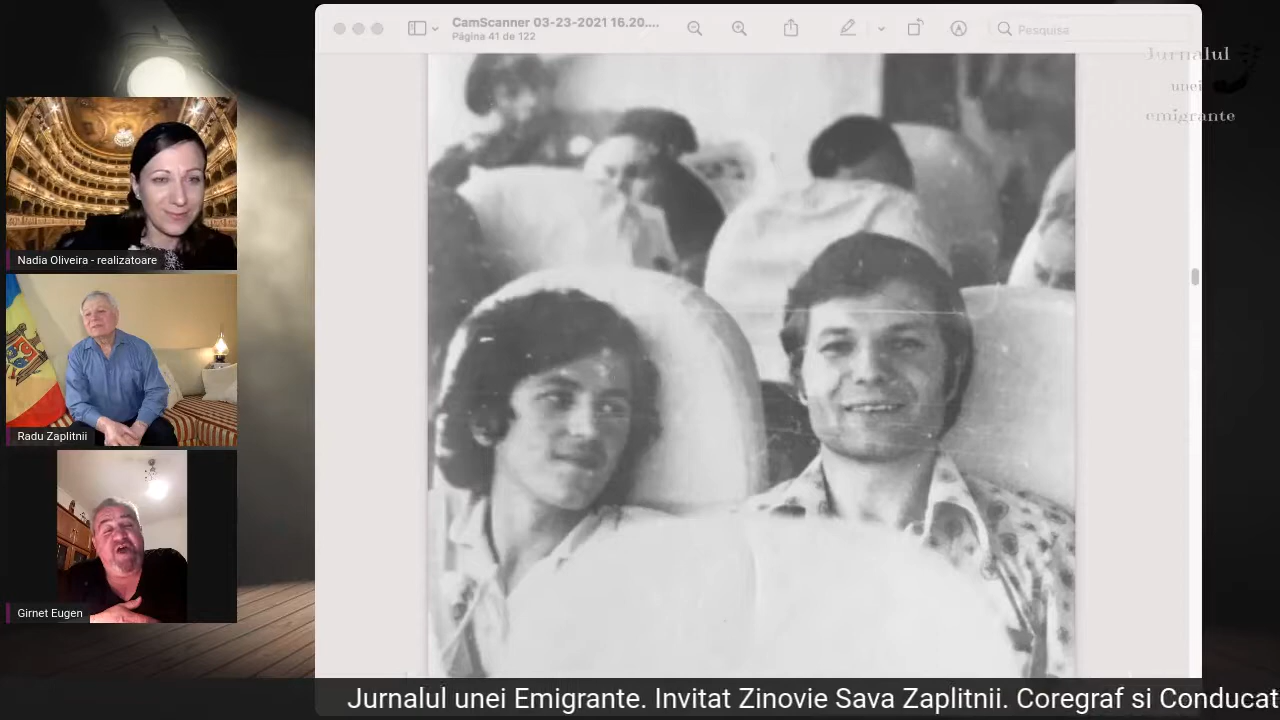 CamScanner 03-23-2021 16.20....
Página 41 de 122
Pesquisa
Jurnalul
unei
emigrante
Nadia Oliveira - realizatoare
Radu Zaplitnii
Girnet Eugen
Jurnalul unei Emigrante. Invitat Zinovie Sava Zaplitnii. Coregraf si Conducat